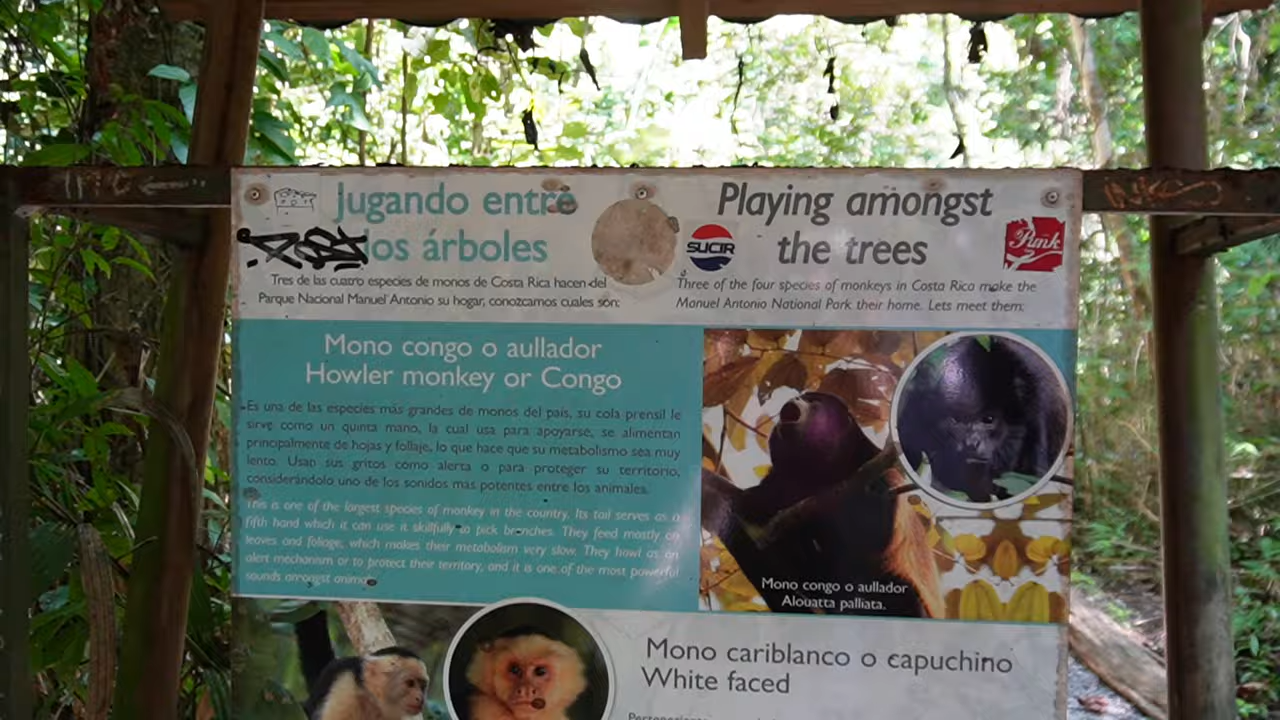 Jugando entre
los árboles
Tres de las cuatro especies de monos de Costa Rica hacen del
Parque Nacional Manuel Antonio su hogar, conozcamos cuales son:
SUCIR
Playing amongst
the trees
Pink
Three of the four species of monkeys in Costa Rica make the
Manuel Antonio National Park their home. Lets meet them:
Mono congo o aullador
Howler monkey or Congo
Es una de las especies más grandes de monos del país, su cola prensil le
sirve como un quinta mano, la cual usa para apoyarse, se alimentan
principalmente de hojas y follaje, lo que hace que su metabolismo sea muy
lento. Usan sus gritos como alerta o para proteger su territorio,
considerándolo uno de los sonidos más potentes entre los animales.
This is one of the largest species of monkey in the country. Its tail serves as a
fifth hand which it can use it skillfully to pick branches. They feed mostly on
leaves and foliage, which makes their metabolism very slow. They howl as an
alert mechanism or to protect their territory, and it is one of the most powerful
sounds amongst
Mono congo o aullador
Alouatta palliata.
Mono cariblanco o capuchino
White faced